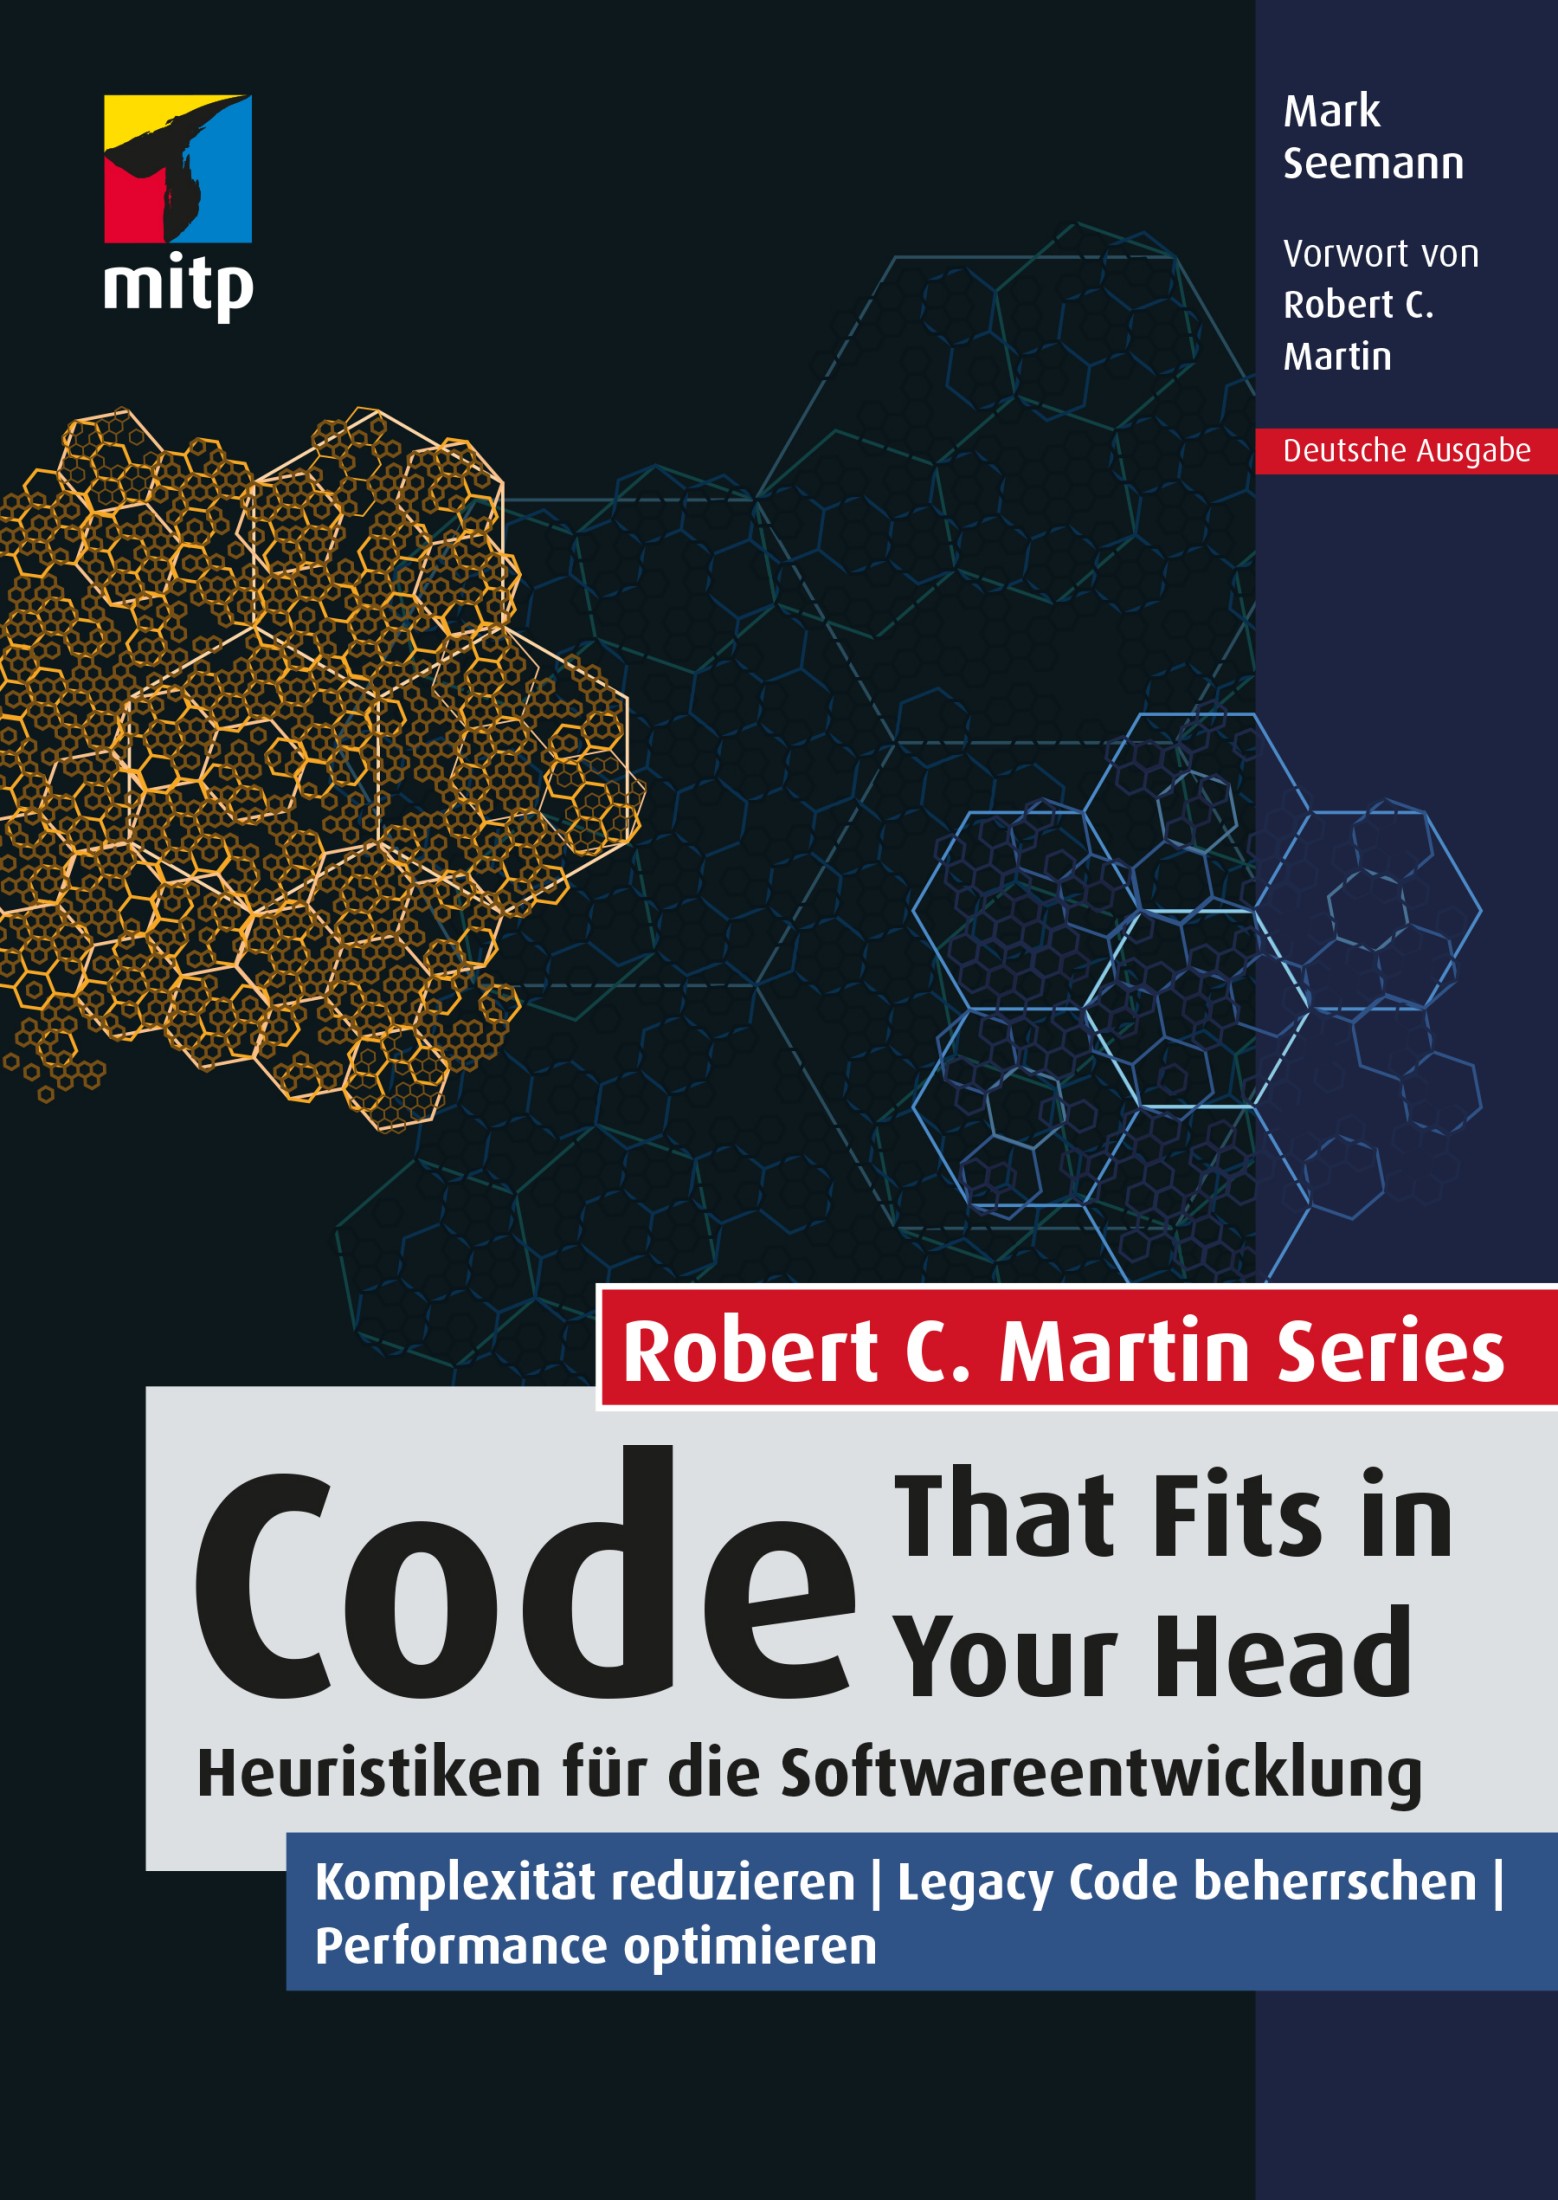 mitp
Mark
Seemann
Vorwort von
Robert C.
Martin
Deutsche Ausgabe
Robert C. Martin Series
Code
That Fits in
Your Head
Heuristiken für die Softwareentwicklung
Komplexität reduzieren | Legacy Code beherrschen |
Performance optimieren